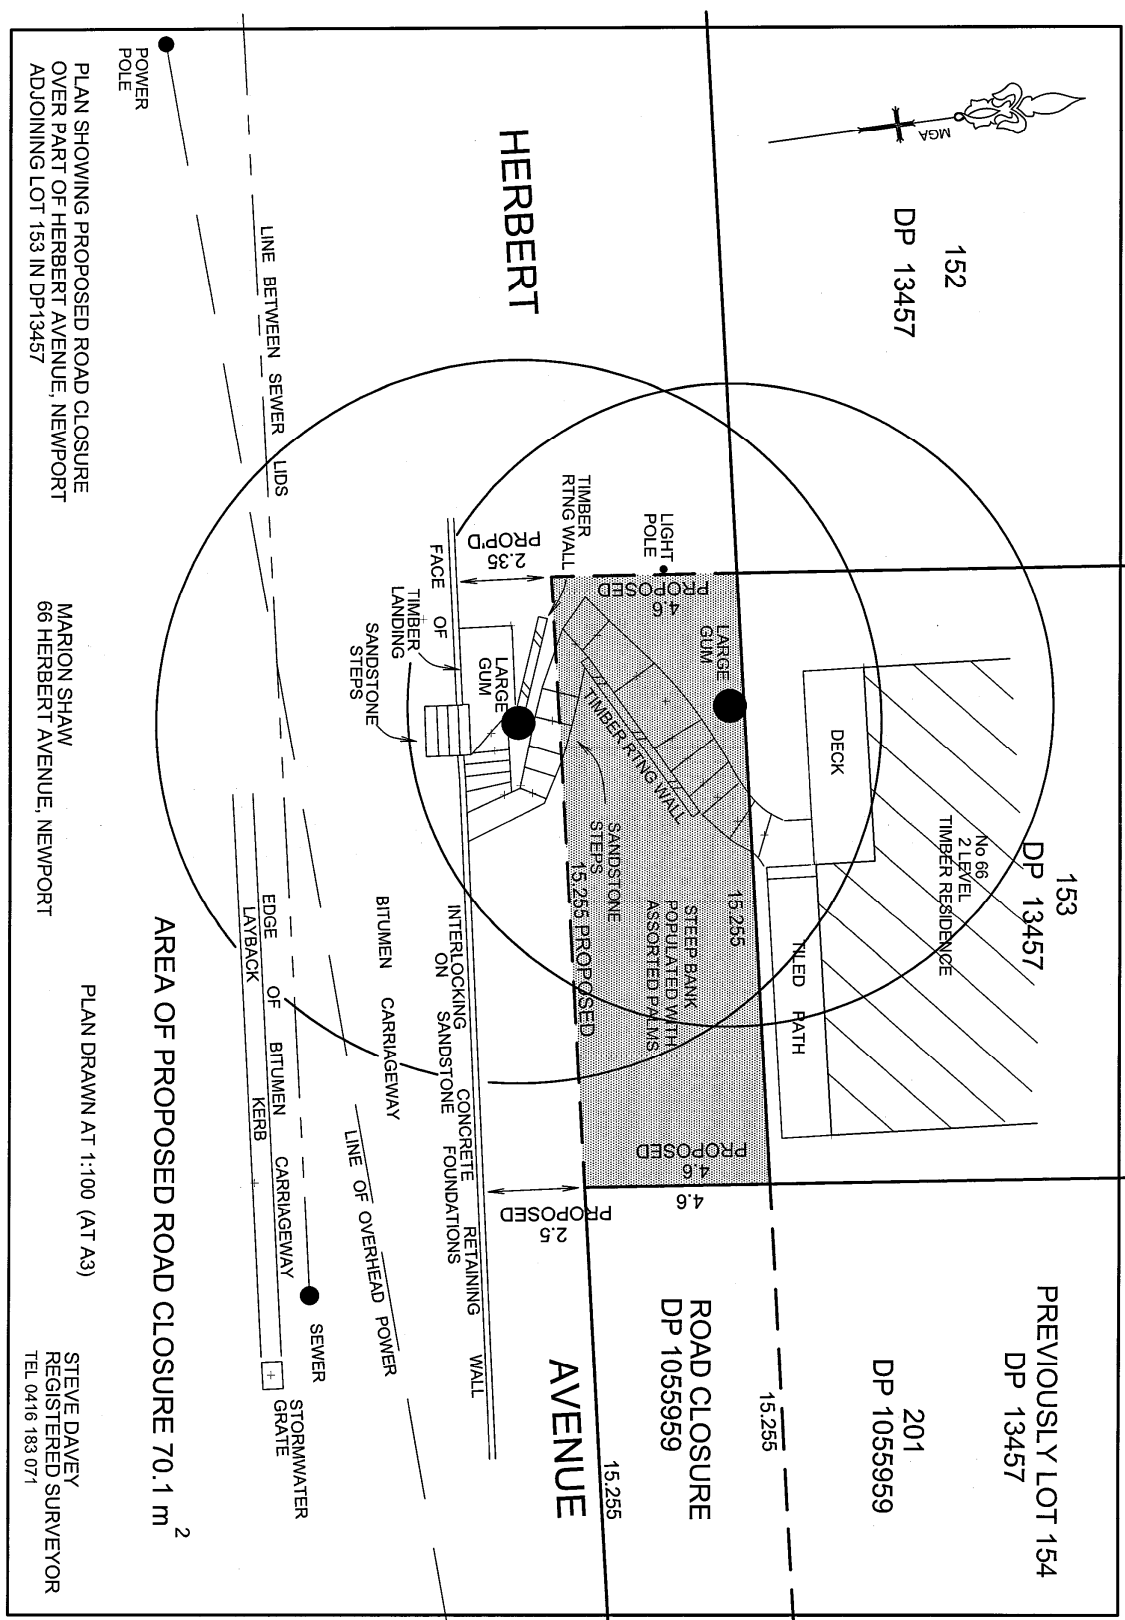 MGA
152
DP 13457
153
DP 13457
PREVIOUSLY LOT 154
DP 13457
201
DP 1055959
No 66
2 LEVEL
TIMBER RESIDENCE
DECK
TILED PATH
15.255
15.255
ROAD CLOSURE
DP 1055959
15.255
HERBERT
AVENUE
LIGHT
POLE
TIMBER
RTNG WALL
4.6
PROPOSED
LARGE
GUM
TIMBER RTNG WALL
STEEP BANK
POPULATED WITH
ASSORTED PALMS
SANDSTONE
STEPS
15.255 PROPOSED
4.6
PROPOSED
4.6
2.35
PROP'D
2.5
PROPOSED
LARGE
GUM
FACE OF
TIMBER
LANDING
SANDSTONE
STEPS
INTERLOCKING CONCRETE RETAINING WALL
ON SANDSTONE FOUNDATIONS
BITUMEN CARRIAGEWAY
LINE OF OVERHEAD POWER
LINE BETWEEN SEWER LIDS
SEWER
EDGE OF BITUMEN CARRIAGEWAY
LAYBACK KERB
STORMWATER
GRATE
POWER
POLE
AREA OF PROPOSED ROAD CLOSURE 70.1 m2
PLAN SHOWING PROPOSED ROAD CLOSURE
OVER PART OF HERBERT AVENUE, NEWPORT
ADJOINING LOT 153 IN DP13457
MARION SHAW
66 HERBERT AVENUE, NEWPORT
PLAN DRAWN AT 1:100 (AT A3)
STEVE DAVEY
REGISTERED SURVEYOR
TEL 0416 183 071